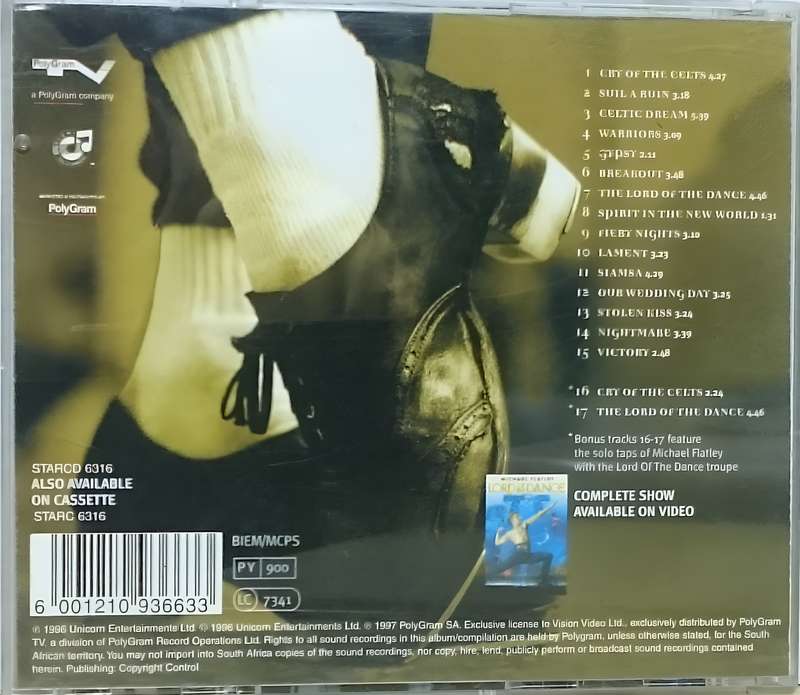 PolyGram
TV
a PolyGram company
PolyGram
1 CRY OF THE CELTS 4.27
2 SUIL A RUIN 3.18
3 CELTIC DREAM 5.39
4 WARRIORS 3.09
5 GYPSY 2.11
6 BREAKOUT 3.48
7 THE LORD OF THE DANCE 4.46
8 SPIRIT IN THE NEW WORLD 1.31
9 FIERY NIGHTS 3.10
10 LAMENT 3.23
11 SIAMSA 4.29
12 OUR WEDDING DAY 3.25
13 STOLEN KISS 3.24
14 NIGHTMARE 3.39
15 VICTORY 2.48
*16 CRY OF THE CELTS 2.24
*17 THE LORD OF THE DANCE 4.46
*Bonus tracks 16-17 feature
the solo taps of Michael Flatley
with the Lord Of The Dance troupe
MICHAEL FLATLEY
LORD OF THE DANCE
COMPLETE SHOW
AVAILABLE ON VIDEO
STARCD 6316
ALSO AVAILABLE
ON CASSETTE
STARC 6316
6 001210 936633
BIEM/MCPS
PY 900
LC 7341
℗ 1996 Unicorn Entertainments Ltd. © 1996 Unicorn Entertainments Ltd. ℗ 1997 PolyGram SA. Exclusive license to Vision Video Ltd., exclusively distributed by PolyGram
TV. a division of PolyGram Record Operations Ltd. Rights to all sound recordings in this album/compilation are held by Polygram, unless otherwise stated, for the South
African territory. You may not import into South Africa copies of the sound recordings, nor copy, hire, lend, publicly perform or broadcast sound recordings contained
herein. Publishing: Copyright Control